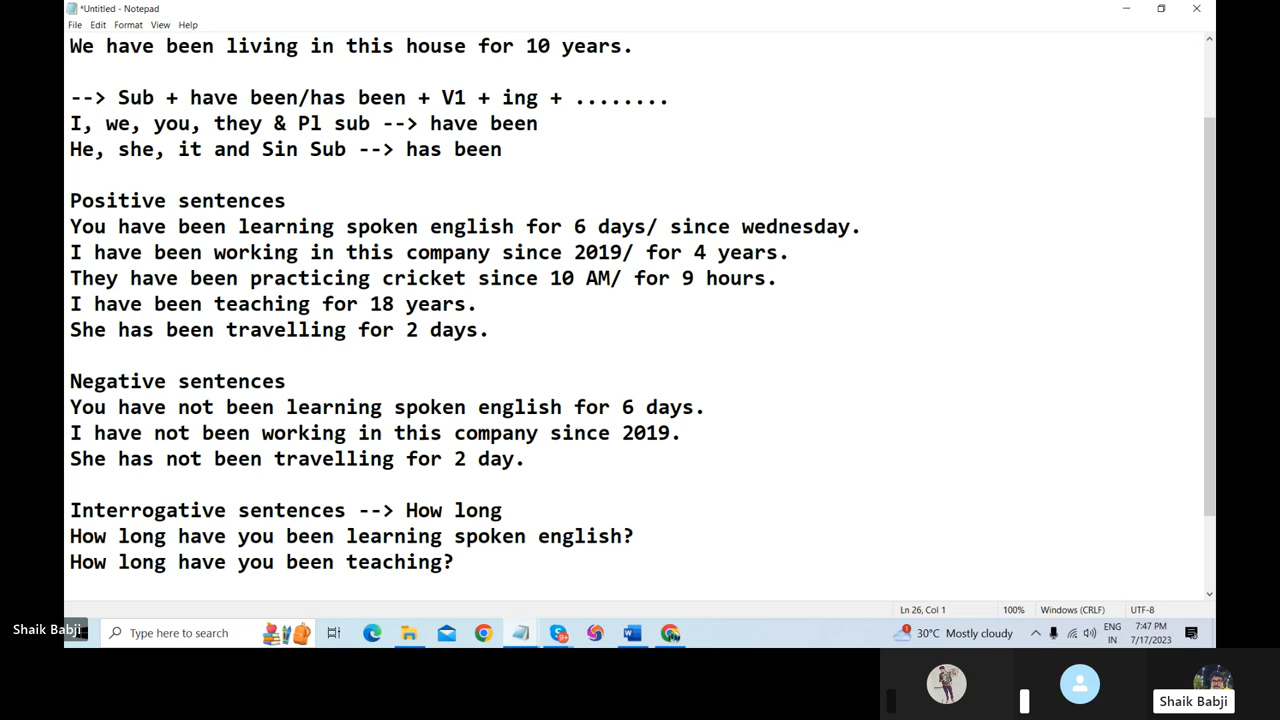 *Untitled - Notepad
File Edit Format View Help
We have been living in this house for 10 years.
--> Sub + have been/has been + V1 + ing + ........
I, we, you, they & Pl sub --> have been
He, she, it and Sin Sub --> has been
Positive sentences
You have been learning spoken english for 6 days/ since wednesday.
I have been working in this company since 2019/ for 4 years.
They have been practicing cricket since 10 AM/ for 9 hours.
I have been teaching for 18 years.
She has been travelling for 2 days.
Negative sentences
You have not been learning spoken english for 6 days.
I have not been working in this company since 2019.
She has not been travelling for 2 day.
Interrogative sentences --> How long
How long have you been learning spoken english?
How long have you been teaching?
Ln 26, Col 1 100% Windows (CRLF) UTF-8
Shaik Babji
Type here to search
30°C Mostly cloudy
ENG
IN
7:47 PM
7/17/2023
Shaik Babji